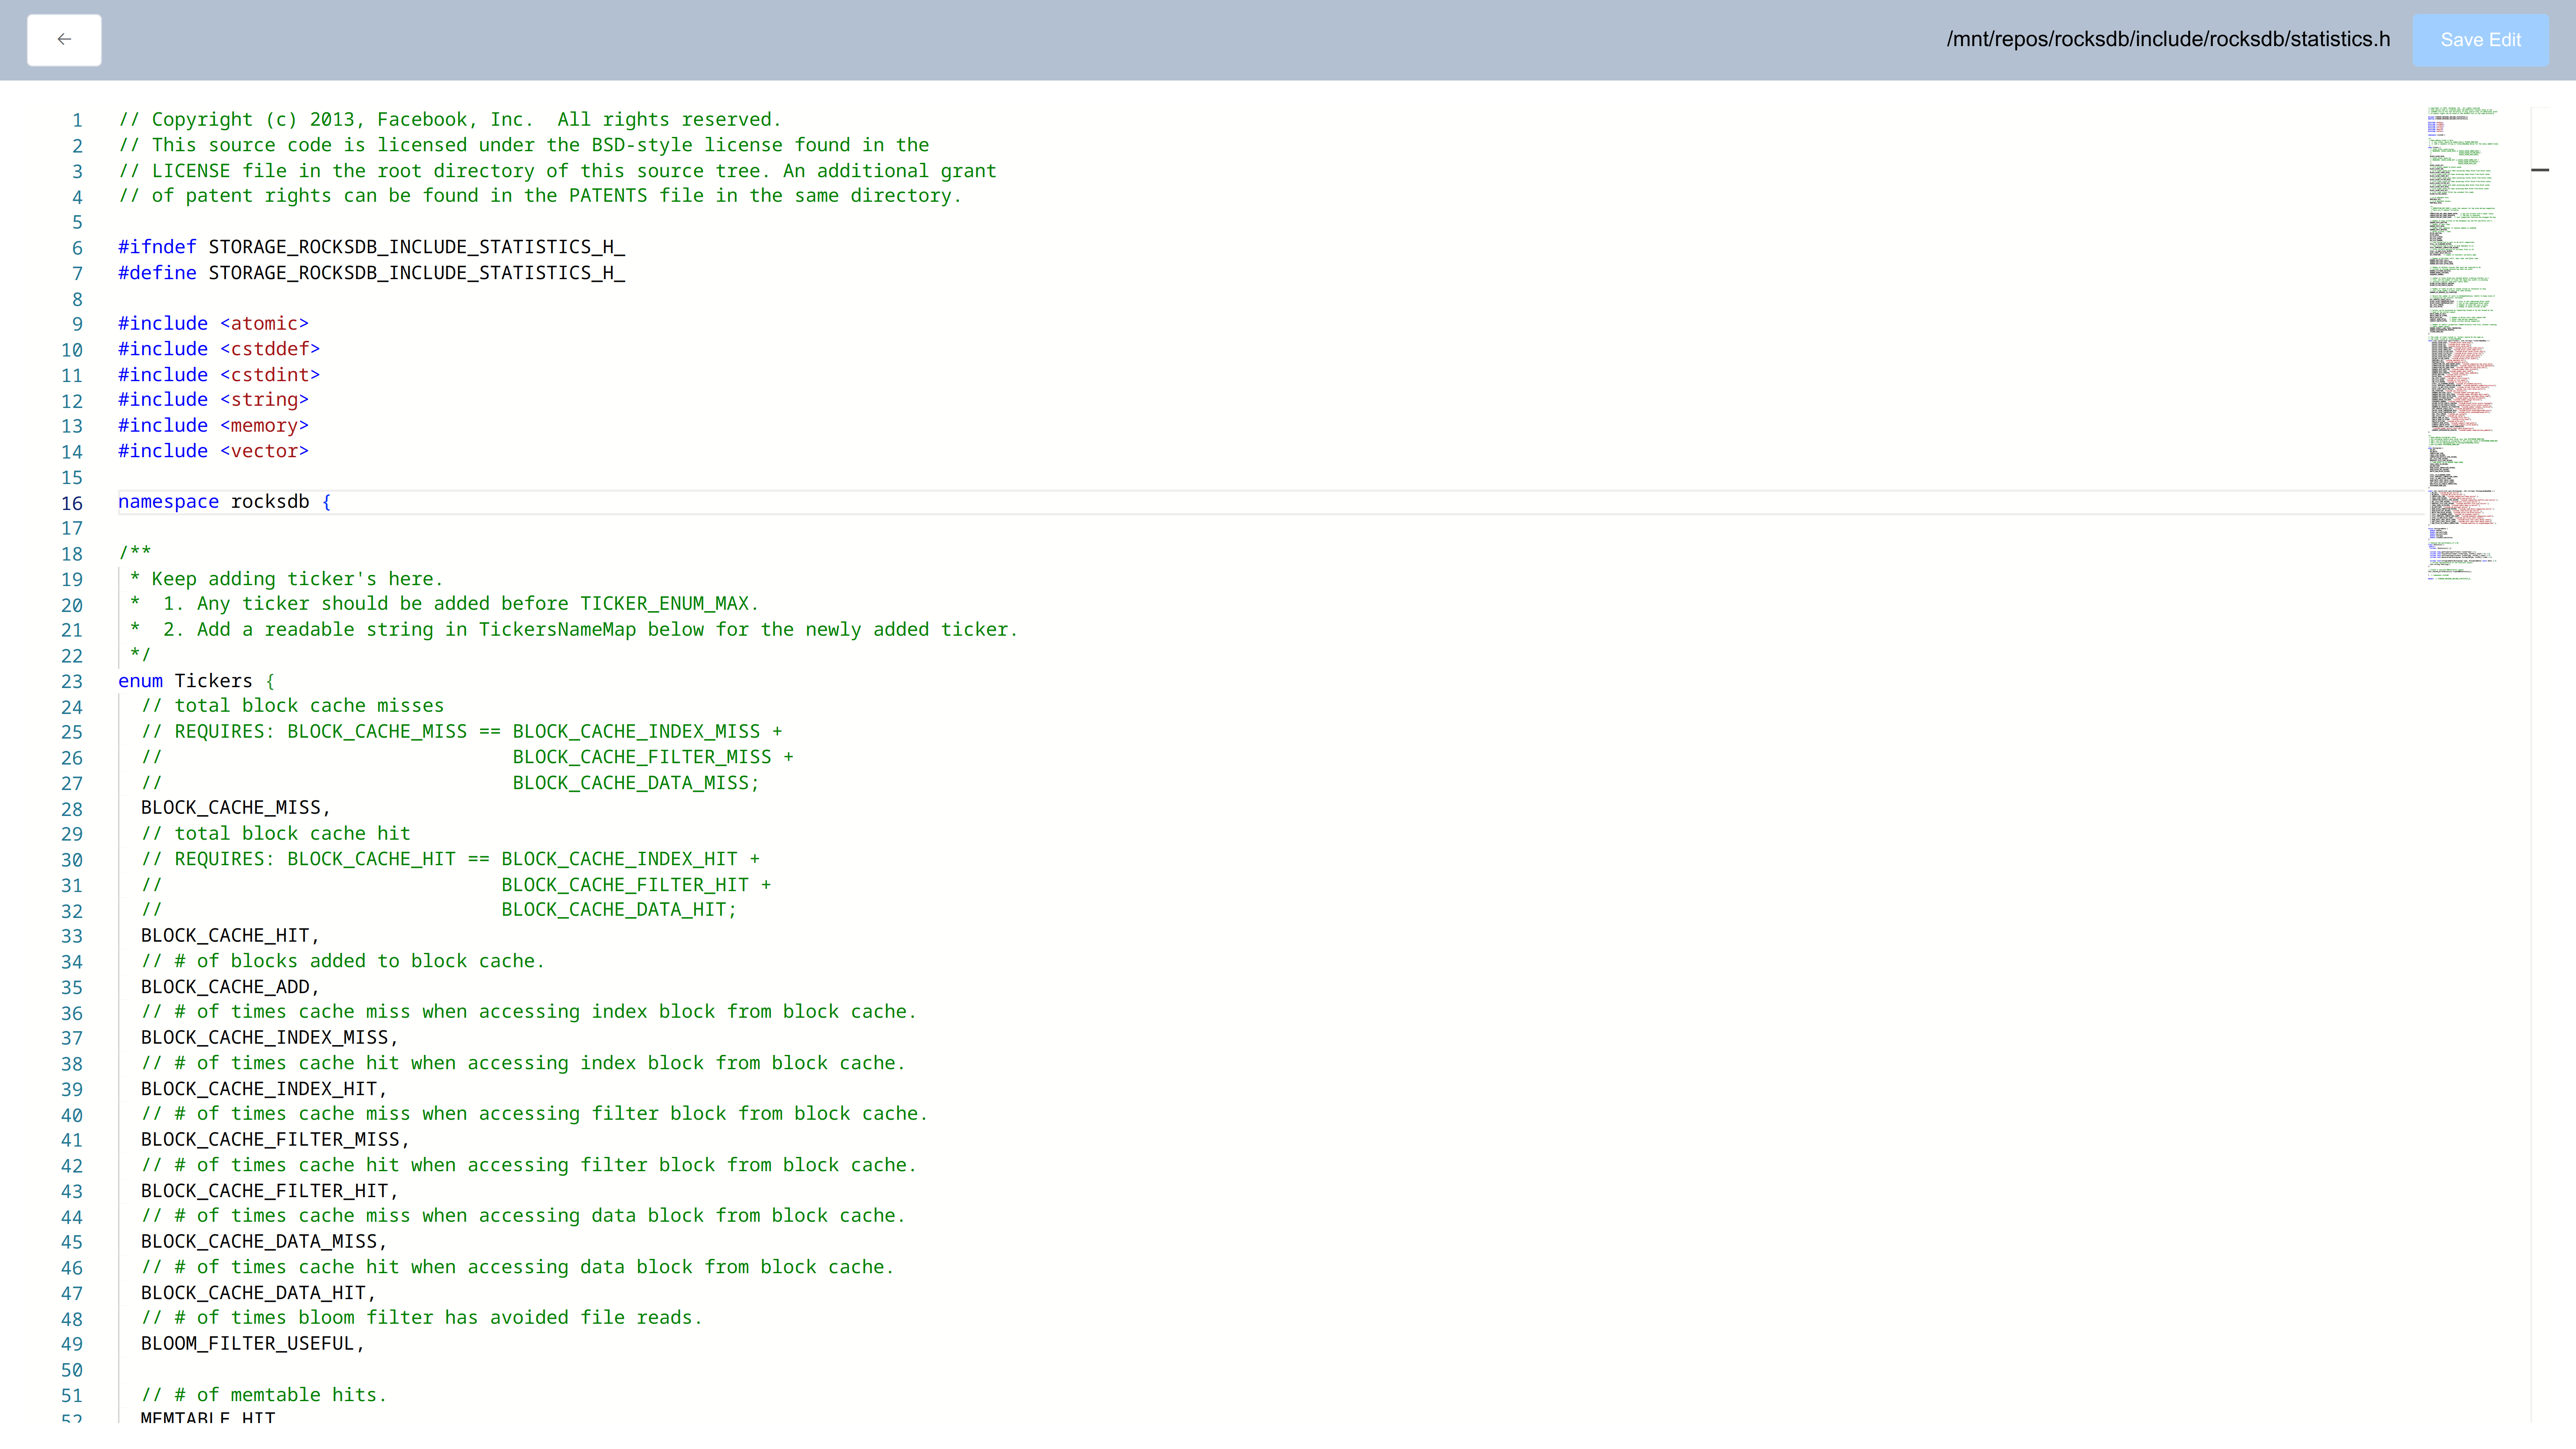 ←
/mnt/repos/rocksdb/include/rocksdb/statistics.h
Save Edit
1 // Copyright (c) 2013, Facebook, Inc.  All rights reserved.
2 // This source code is licensed under the BSD-style license found in the
3 // LICENSE file in the root directory of this source tree. An additional grant
4 // of patent rights can be found in the PATENTS file in the same directory.
5
6 #ifndef STORAGE_ROCKSDB_INCLUDE_STATISTICS_H_
7 #define STORAGE_ROCKSDB_INCLUDE_STATISTICS_H_
8
9 #include <atomic>
10 #include <cstddef>
11 #include <cstdint>
12 #include <string>
13 #include <memory>
14 #include <vector>
15
16 namespace rocksdb {
17
18 /**
19  * Keep adding ticker's here.
20  *  1. Any ticker should be added before TICKER_ENUM_MAX.
21  *  2. Add a readable string in TickersNameMap below for the newly added ticker.
22  */
23 enum Tickers {
24   // total block cache misses
25   // REQUIRES: BLOCK_CACHE_MISS == BLOCK_CACHE_INDEX_MISS +
26   //                               BLOCK_CACHE_FILTER_MISS +
27   //                               BLOCK_CACHE_DATA_MISS;
28   BLOCK_CACHE_MISS,
29   // total block cache hit
30   // REQUIRES: BLOCK_CACHE_HIT == BLOCK_CACHE_INDEX_HIT +
31   //                              BLOCK_CACHE_FILTER_HIT +
32   //                              BLOCK_CACHE_DATA_HIT;
33   BLOCK_CACHE_HIT,
34   // # of blocks added to block cache.
35   BLOCK_CACHE_ADD,
36   // # of times cache miss when accessing index block from block cache.
37   BLOCK_CACHE_INDEX_MISS,
38   // # of times cache hit when accessing index block from block cache.
39   BLOCK_CACHE_INDEX_HIT,
40   // # of times cache miss when accessing filter block from block cache.
41   BLOCK_CACHE_FILTER_MISS,
42   // # of times cache hit when accessing filter block from block cache.
43   BLOCK_CACHE_FILTER_HIT,
44   // # of times cache miss when accessing data block from block cache.
45   BLOCK_CACHE_DATA_MISS,
46   // # of times cache hit when accessing data block from block cache.
47   BLOCK_CACHE_DATA_HIT,
48   // # of times bloom filter has avoided file reads.
49   BLOOM_FILTER_USEFUL,
50
51   // # of memtable hits.
52   MEMTABLE_HIT